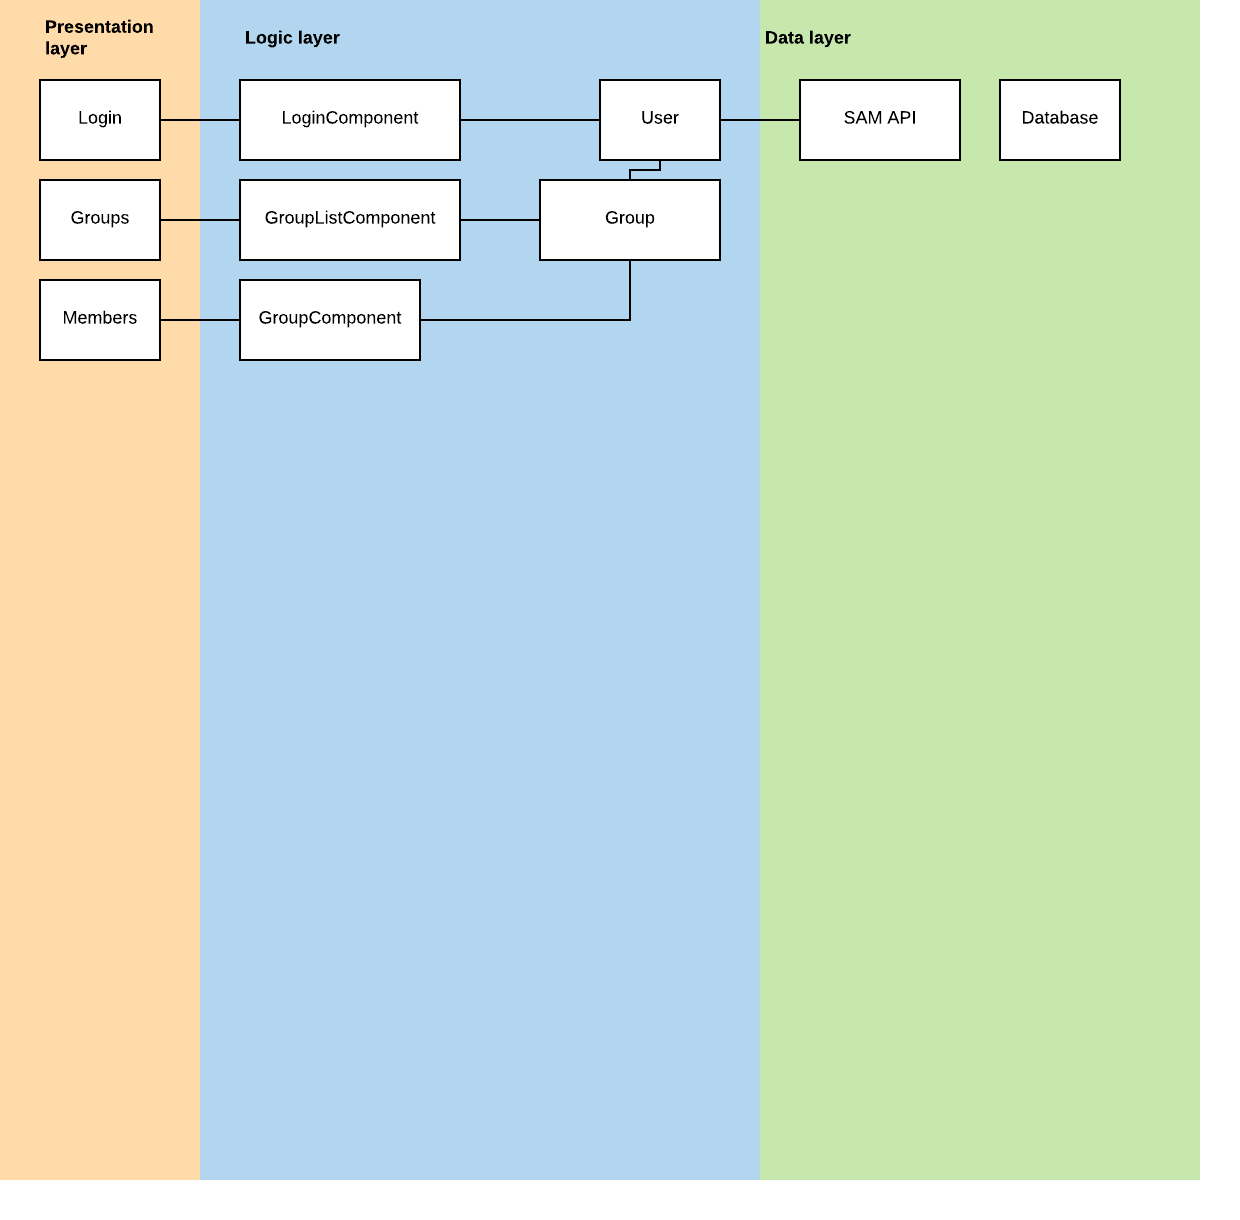 Presentation
layer
Logic layer
Data layer
Login
LoginComponent
User
SAM API
Database
Groups
GroupListComponent
Group
Members
GroupComponent